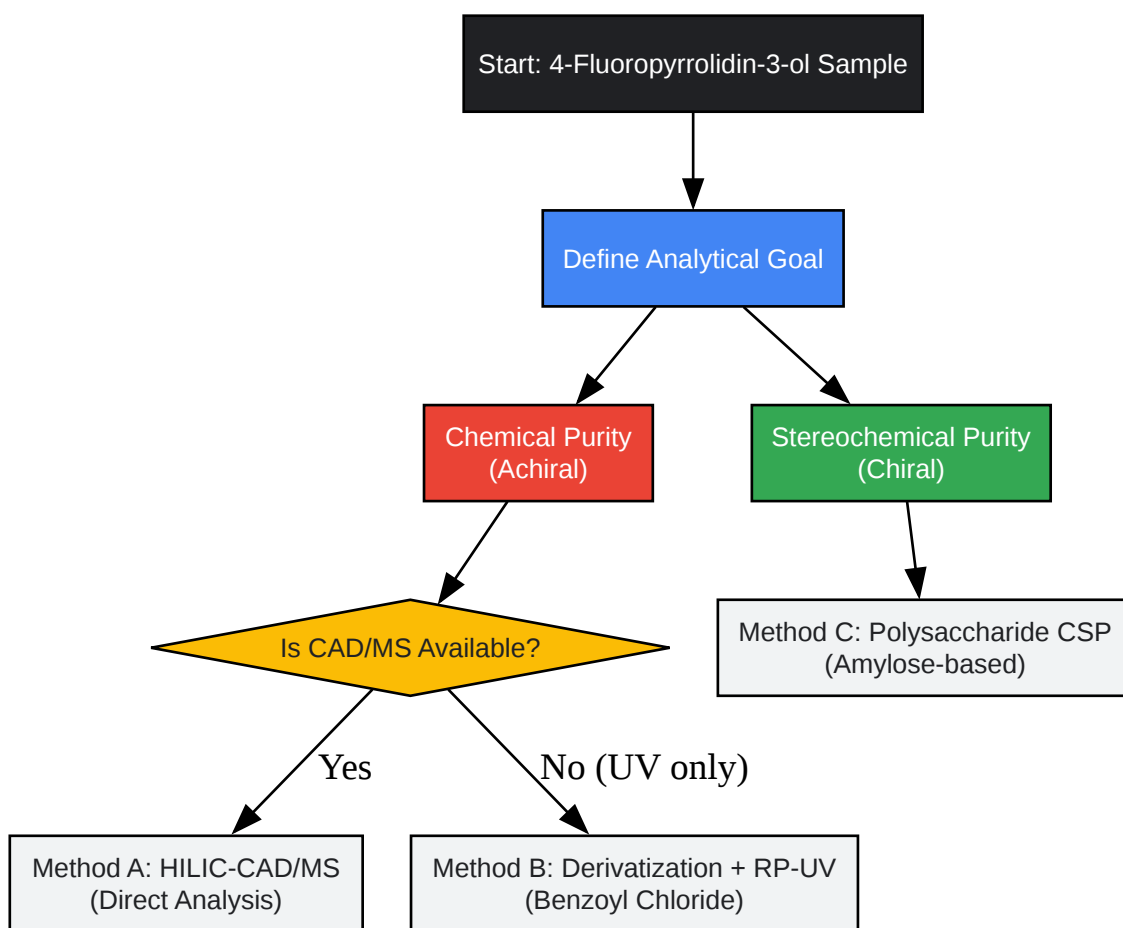 Start: 4-Fluoropyrrolidin-3-ol Sample
Define Analytical Goal
Chemical Purity
(Achiral)
Stereochemical Purity
(Chiral)
Is CAD/MS Available?
Method C: Polysaccharide CSP
(Amylose-based)
Yes
No (UV only)
Method A: HILIC-CAD/MS
(Direct Analysis)
Method B: Derivatization + RP-UV
(Benzoyl Chloride)